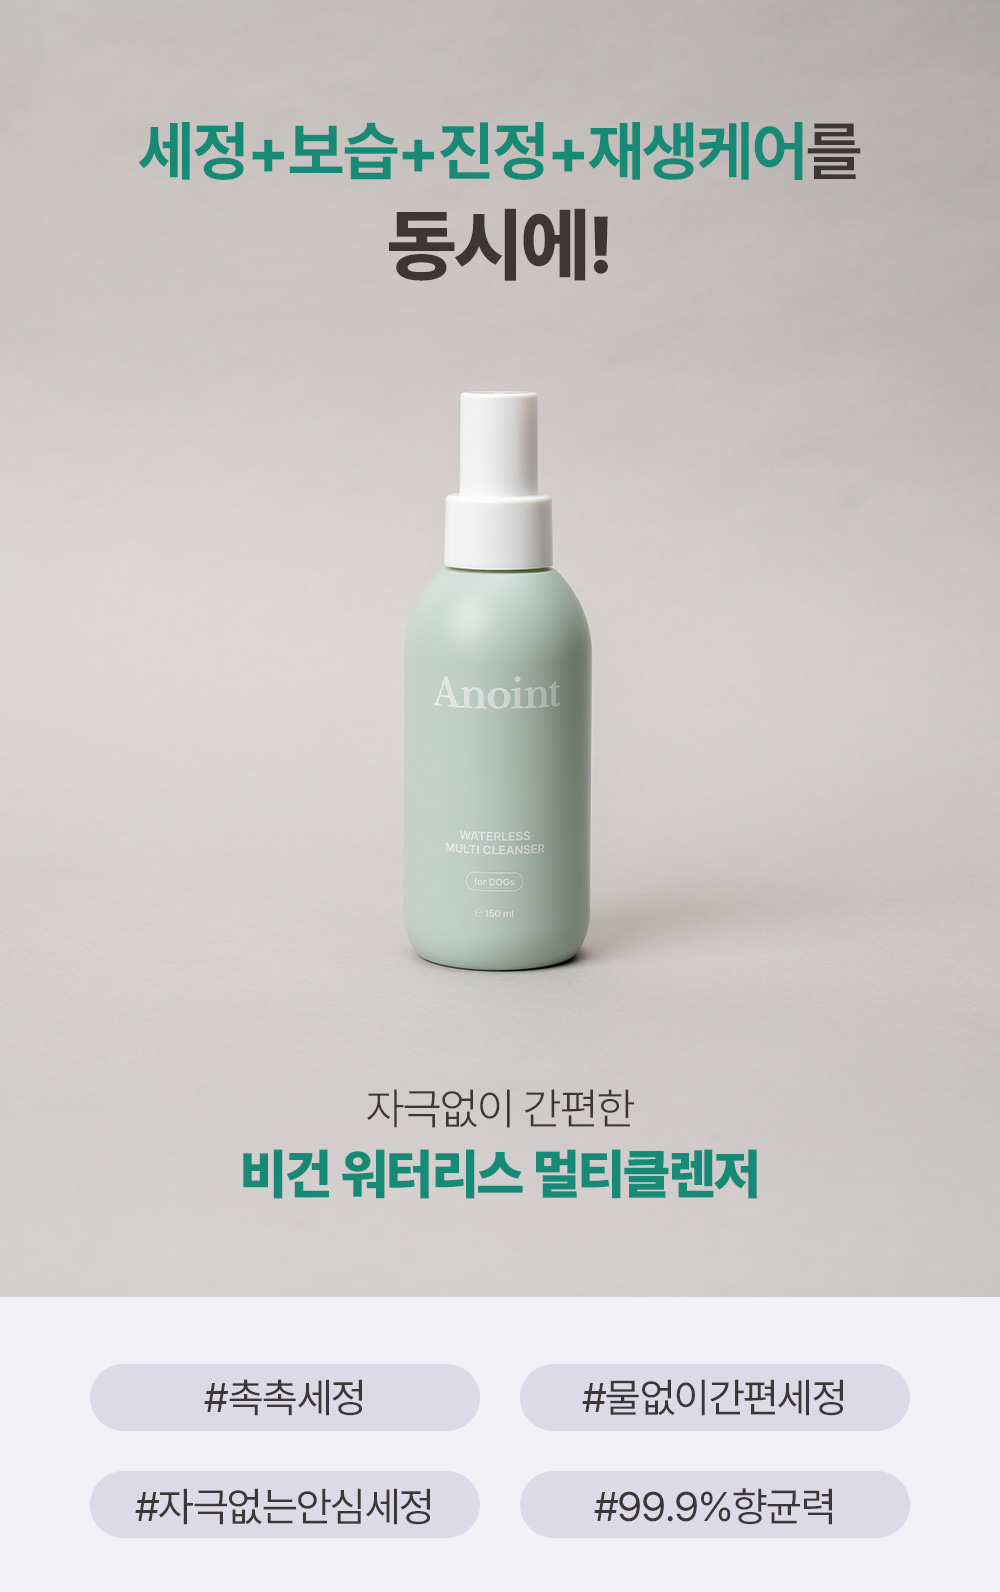 세정+보습+진정+재생케어를
동시에!
Anoint
WATERLESS
MULTI CLEANSER
for DOGs
℮ 150 ml
자극없이 간편한
비건 워터리스 멀티클렌저
#촉촉세정
#물없이간편세정
#자극없는안심세정
#99.9%향균력